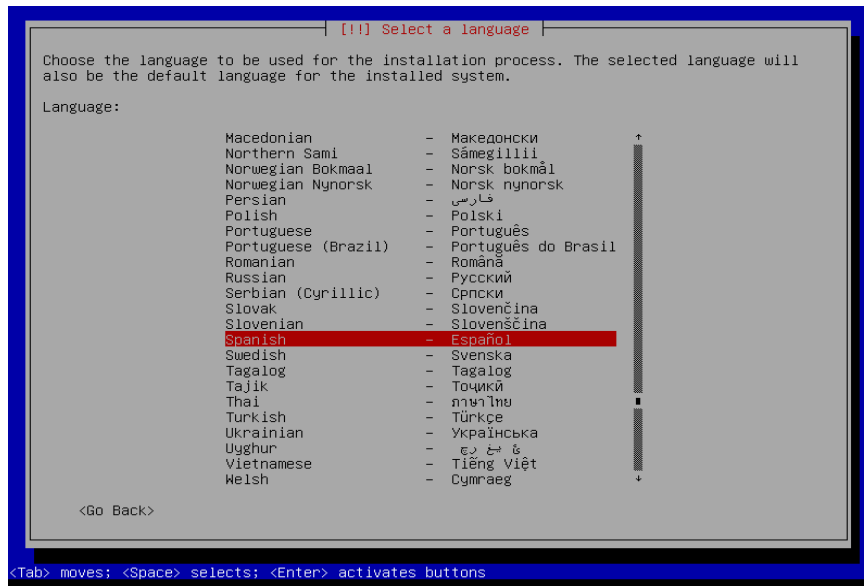 [!!] Select a language
Choose the language to be used for the installation process. The selected language will
also be the default language for the installed system.
Language:
Macedonian - Македонски
Northern Sami - Sámegillii
Norwegian Bokmaal - Norsk bokmål
Norwegian Nynorsk - Norsk nynorsk
Persian - فارسی
Polish - Polski
Portuguese - Português
Portuguese (Brazil) - Português do Brasil
Romanian - Română
Russian - Русский
Serbian (Cyrillic) - Српски
Slovak - Slovenčina
Slovenian - Slovenščina
Spanish - Español
Swedish - Svenska
Tagalog - Tagalog
Tajik - Тоҷикӣ
Thai - ภาษาไทย
Turkish - Türkçe
Ukrainian - Українська
Uyghur -
Vietnamese - Tiếng Việt
Welsh - Cymraeg
<Go Back>
<Tab> moves; <Space> selects; <Enter> activates buttons